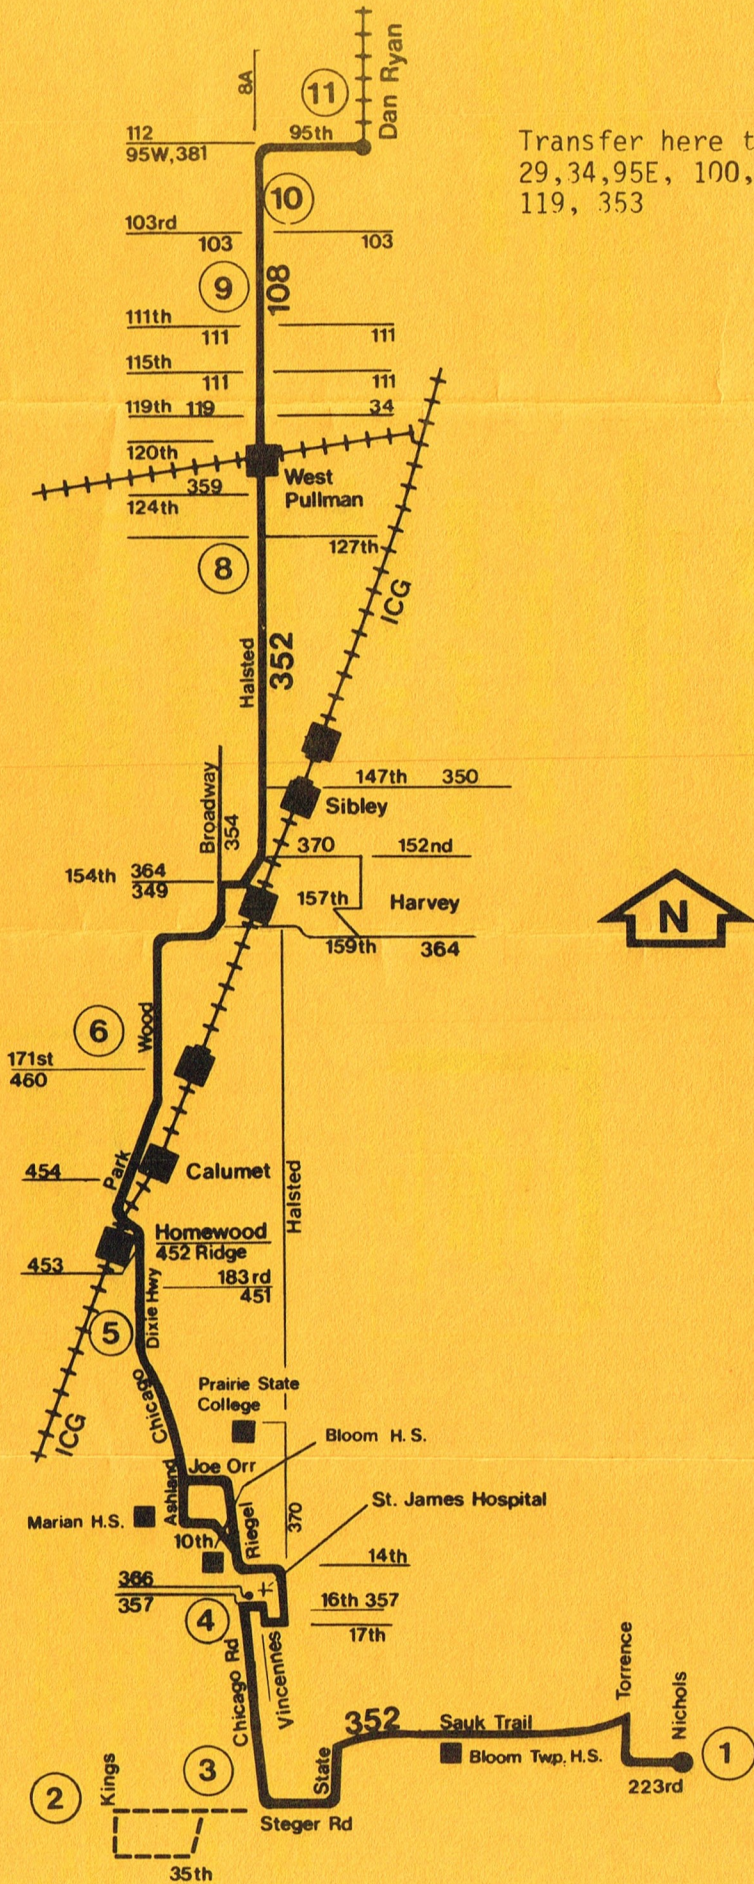 Dan Ryan
8A
11
112
95th
95W,381
Transfer here t
29,34,95E, 100,
119, 353
10
103rd
103
103
9
108
111th
111
111
115th
111
111
119th 119
34
120th
West
Pullman
359
124th
127th
8
ICG
Halsted
352
147th 350
Sibley
Broadway
354
370
152nd
154th
364
349
157th
Harvey
159th
364
N
6
Wood
171st
460
454
Park
Calumet
Halsted
Homewood
452 Ridge
453
183rd
451
5
Dixie Hwy
Chicago
ICG
Prairie State
College
Bloom H. S.
Joe Orr
Ashland
Riegel
370
St. James Hospital
Marian H.S.
10th
14th
366
357
16th 357
17th
4
Chicago Rd
Vincennes
Torrence
Nichols
352
Sauk Trail
Bloom Twp. H.S.
1
223rd
State
3
Kings
2
Steger Rd
35th